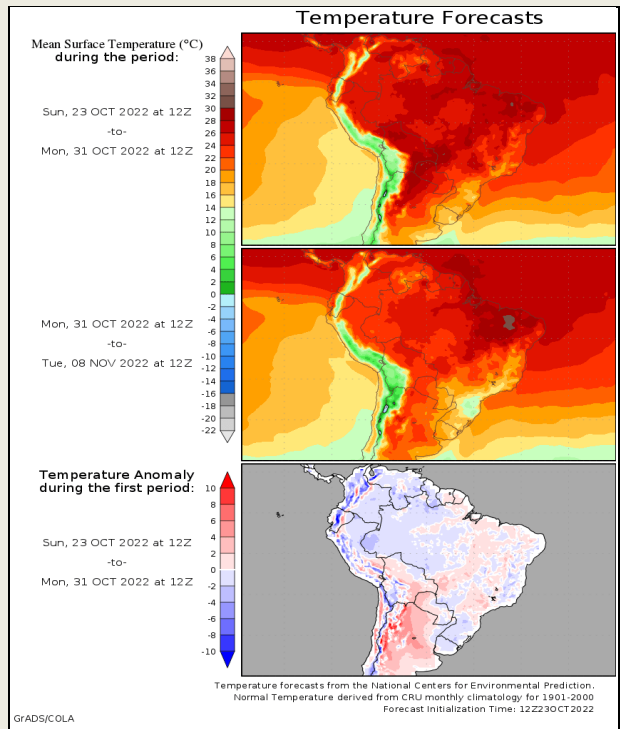 Temperature Forecasts
Mean Surface Temperature (°C)
during the period:
Sun, 23 OCT 2022 at 12Z
-to-
Mon, 31 OCT 2022 at 12Z
38
36
34
32
30
28
26
24
22
20
18
16
14
12
10
8
6
4
2
0
-2
-4
-6
-8
-10
-12
-14
-16
-18
-20
-22
Mon, 31 OCT 2022 at 12Z
-to-
Tue, 08 NOV 2022 at 12Z
Temperature Anomaly
during the first period:
Sun, 23 OCT 2022 at 12Z
-to-
Mon, 31 OCT 2022 at 12Z
10
8
6
4
2
0
-2
-4
-6
-8
-10
Temperature forecasts from the National Centers for Environmental Prediction.
Normal Temperature derived from CRU monthly climatology for 1901-2000
Forecast Initialization Time: 12Z23OCT2022
GrADS/COLA